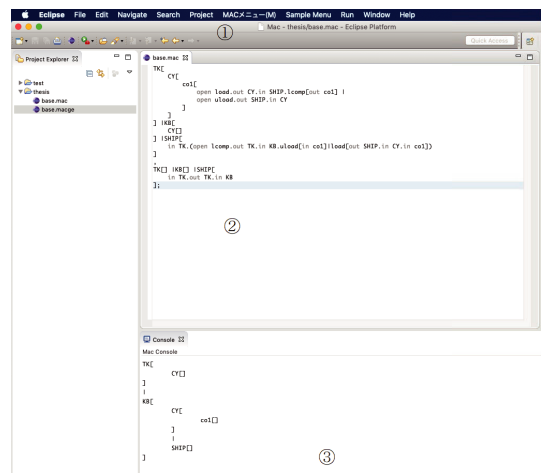 Eclipse File Edit Navigate Search Project MACメニュー(M) Sample Menu Run Window Help
①
Mac - thesis/base.mac - Eclipse Platform
Quick Access
Project Explorer
test
thesis
base.mac
base.macge
base.mac
TK[
CY[
co1[
open load.out CY.in SHIP.lcomp[out co1] |
open uload.out SHIP.in CY
]
]
] |KB[
CY[]
] |SHIP[
in TK.(open lcomp.out TK.in KB.uload[in co1]|load[out SHIP.in CY.in co1])
]
,
TK[] |KB[] |SHIP[
in TK.out TK.in KB
];
②
Console
Mac Console
TK[
CY[]
]
|
KB[
CY[
co1[]
]
|
SHIP[]
]
③